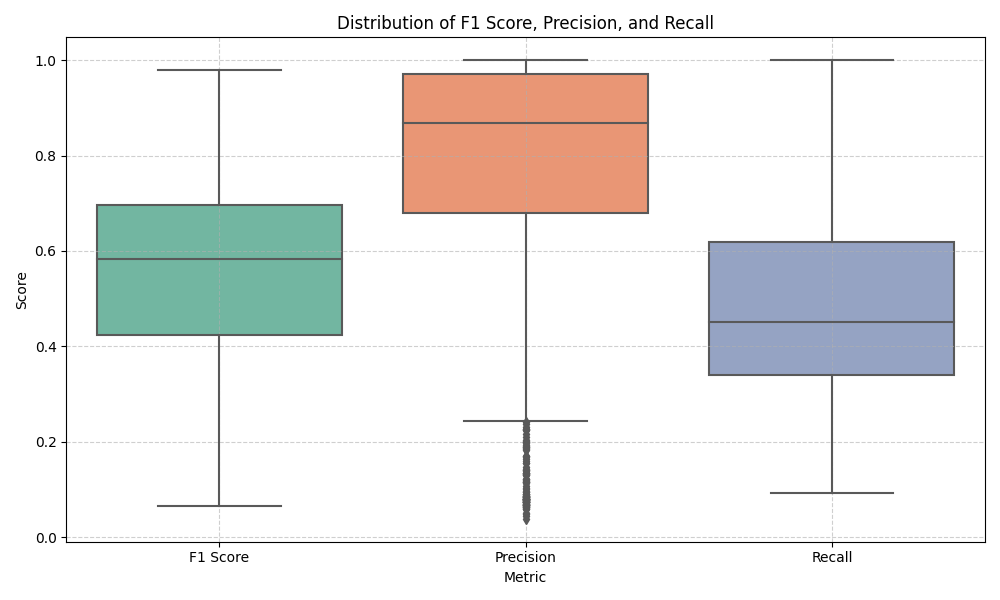 Distribution of F1 Score, Precision, and Recall
Score
1.0
0.8
0.6
0.4
0.2
0.0
F1 Score Precision Recall
Metric